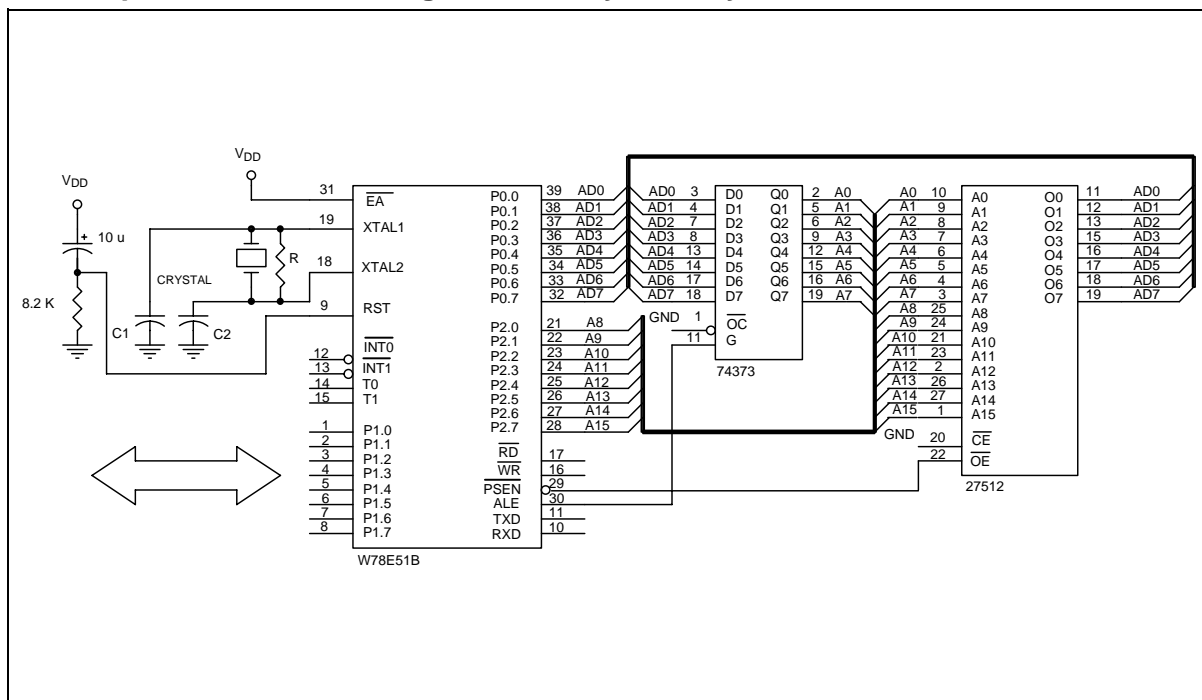 VDD
VDD
10 u
+
8.2 K
CRYSTAL
R
C1
C2
31 EA
19 XTAL1
18 XTAL2
9 RST
12 INT0
13 INT1
14 T0
15 T1
1 P1.0
2 P1.1
3 P1.2
4 P1.3
5 P1.4
6 P1.5
7 P1.6
8 P1.7
P0.0 39 AD0
P0.1 38 AD1
P0.2 37 AD2
P0.3 36 AD3
P0.4 35 AD4
P0.5 34 AD5
P0.6 33 AD6
P0.7 32 AD7
P2.0 21 A8
P2.1 22 A9
P2.2 23 A10
P2.3 24 A11
P2.4 25 A12
P2.5 26 A13
P2.6 27 A14
P2.7 28 A15
RD 17
WR 16
PSEN 29
ALE 30
TXD 11
RXD 10
W78E51B
AD0 3 D0 Q0 2 A0
AD1 4 D1 Q1 5 A1
AD2 7 D2 Q2 6 A2
AD3 8 D3 Q3 9 A3
AD4 13 D4 Q4 12 A4
AD5 14 D5 Q5 15 A5
AD6 17 D6 Q6 16 A6
AD7 18 D7 Q7 19 A7
GND 1 OC
11 G
74373
A0 10 A0 O0 11 AD0
A1 9 A1 O1 12 AD1
A2 8 A2 O2 13 AD2
A3 7 A3 O3 15 AD3
A4 6 A4 O4 16 AD4
A5 5 A5 O5 17 AD5
A6 4 A6 O6 18 AD6
A7 3 A7 O7 19 AD7
A8 25 A8
A9 24 A9
A10 21 A10
A11 23 A11
A12 2 A12
A13 26 A13
A14 27 A14
A15 1 A15
GND 20 CE
22 OE
27512